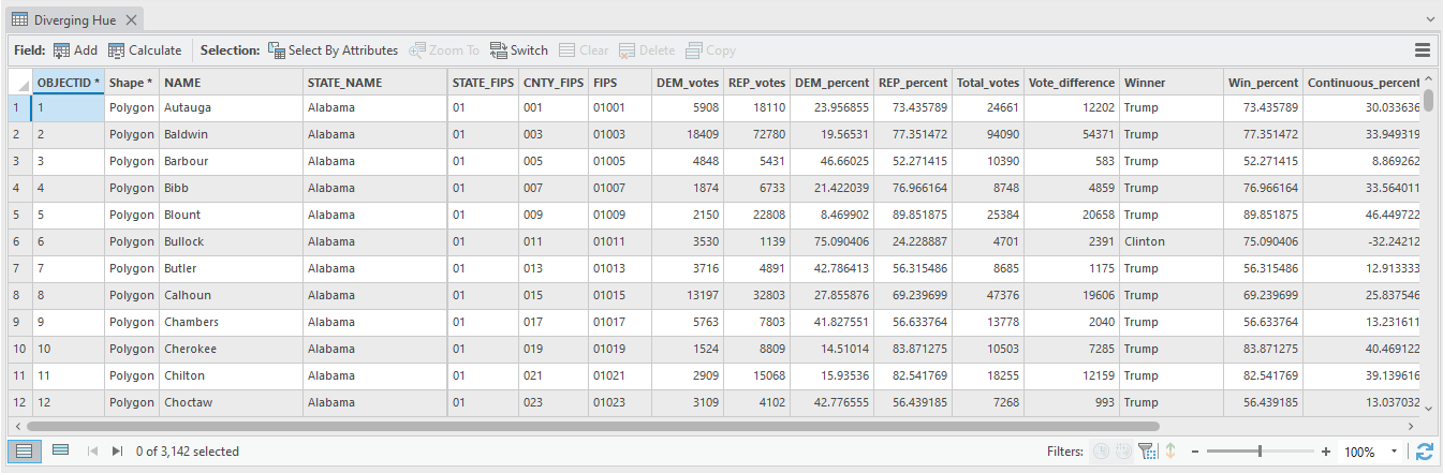 Diverging Hue
Field: Add Calculate Selection: Select By Attributes Zoom To Switch Clear Delete Copy
OBJECTID * Shape * NAME STATE_NAME STATE_FIPS CNTY_FIPS FIPS DEM_votes REP_votes DEM_percent REP_percent Total_votes Vote_difference Winner Win_percent Continuous_percent
1 1 Polygon Autauga Alabama 01 001 01001 5908 18110 23.956855 73.435789 24661 12202 Trump 73.435789 30.033636
2 2 Polygon Baldwin Alabama 01 003 01003 18409 72780 19.56531 77.351472 94090 54371 Trump 77.351472 33.949319
3 3 Polygon Barbour Alabama 01 005 01005 4848 5431 46.66025 52.271415 10390 583 Trump 52.271415 8.869262
4 4 Polygon Bibb Alabama 01 007 01007 1874 6733 21.422039 76.966164 8748 4859 Trump 76.966164 33.564011
5 5 Polygon Blount Alabama 01 009 01009 2150 22808 8.469902 89.851875 25384 20658 Trump 89.851875 46.449722
6 6 Polygon Bullock Alabama 01 011 01011 3530 1139 75.090406 24.228887 4701 2391 Clinton 75.090406 -32.24212
7 7 Polygon Butler Alabama 01 013 01013 3716 4891 42.786413 56.315486 8685 1175 Trump 56.315486 12.913333
8 8 Polygon Calhoun Alabama 01 015 01015 13197 32803 27.855876 69.239699 47376 19606 Trump 69.239699 25.837546
9 9 Polygon Chambers Alabama 01 017 01017 5763 7803 41.827551 56.633764 13778 2040 Trump 56.633764 13.231611
10 10 Polygon Cherokee Alabama 01 019 01019 1524 8809 14.51014 83.871275 10503 7285 Trump 83.871275 40.469122
11 11 Polygon Chilton Alabama 01 021 01021 2909 15068 15.93536 82.541769 18255 12159 Trump 82.541769 39.139616
12 12 Polygon Choctaw Alabama 01 023 01023 3109 4102 42.776555 56.439185 7268 993 Trump 56.439185 13.037032
0 of 3,142 selected Filters: - + 100%